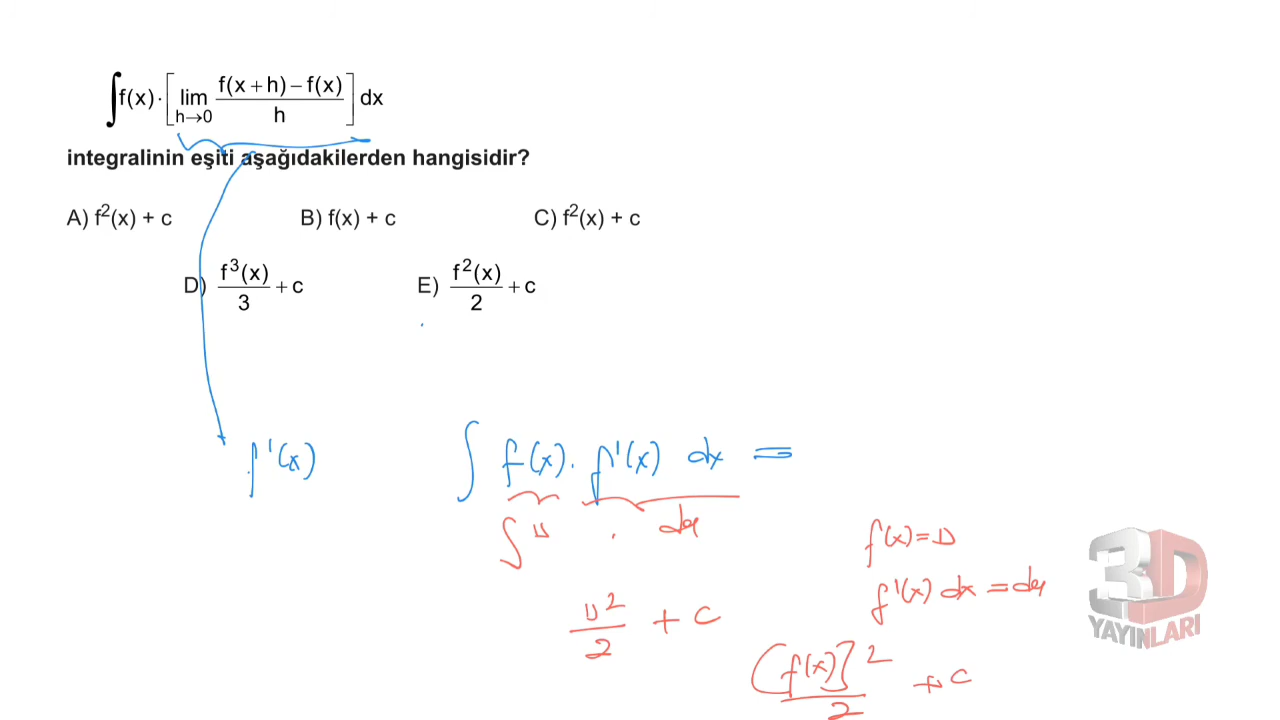 ∫f(x)·[lim h→0 (f(x+h)−f(x))/h] dx
integralinin eşiti aşağıdakilerden hangisidir?
A) f²(x) + c B) f(x) + c C) f²(x) + c
D) f³(x)/3 + c E) f²(x)/2 + c
f'(x) ∫ f(x). f'(x) dx =
∫ u . du
f(x)=u
f'(x) dx = du
u²/2 + c
[f(x)]²/2 + c
3D
YAYINLARI